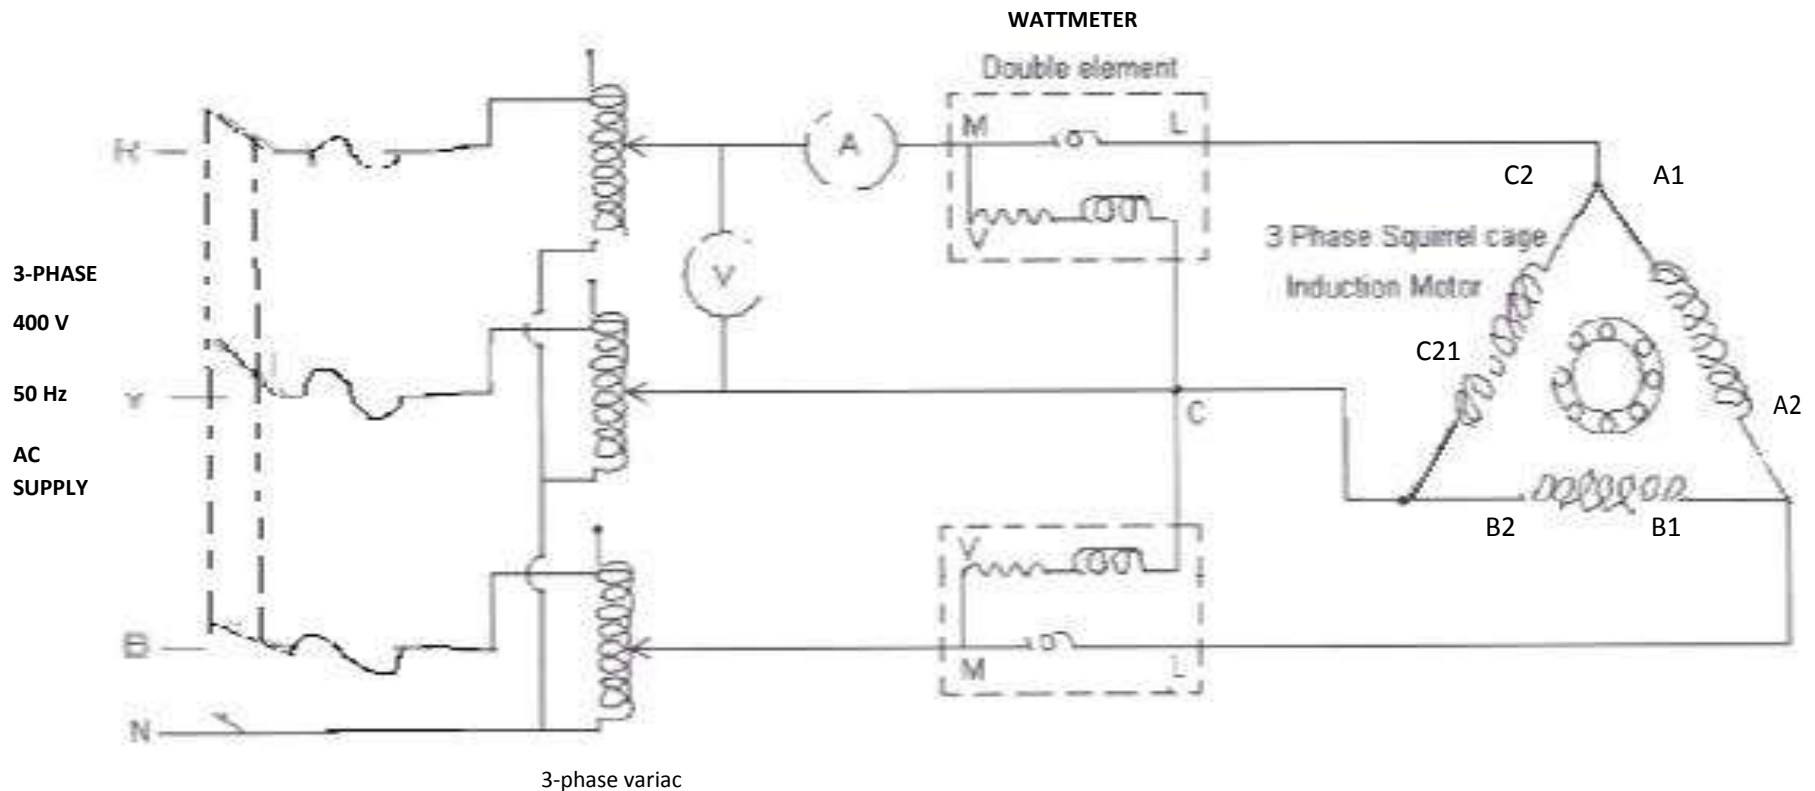 WATTMETER
Double element
M
L
A
R
V
V
C2
A1
3 Phase Squirrel cage
Induction Motor
3-PHASE
400 V
50 Hz
AC
SUPPLY
Y
C21
A2
C
B2
B1
V
M
L
B
N
3-phase variac